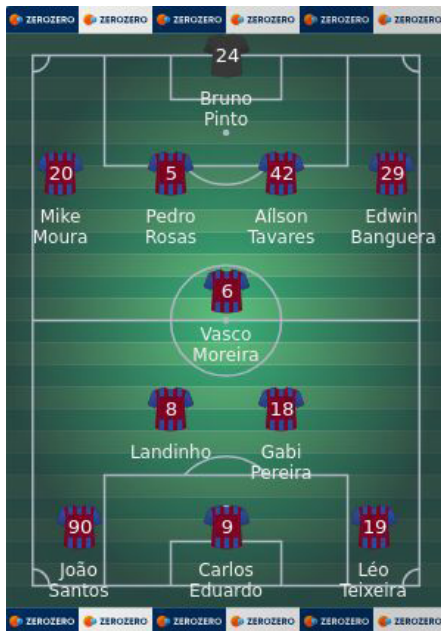 ZEROZERO ZEROZERO ZEROZERO ZEROZERO ZEROZERO ZEROZERO
24
Bruno
Pinto
20 5 42 29
Mike Pedro Aílson Edwin
Moura Rosas Tavares Banguera
6
Vasco
Moreira
8 18
Landinho Gabi
Pereira
90 9 19
João Carlos Léo
Santos Eduardo Teixeira
ZEROZERO ZEROZERO ZEROZERO ZEROZERO ZEROZERO ZEROZERO